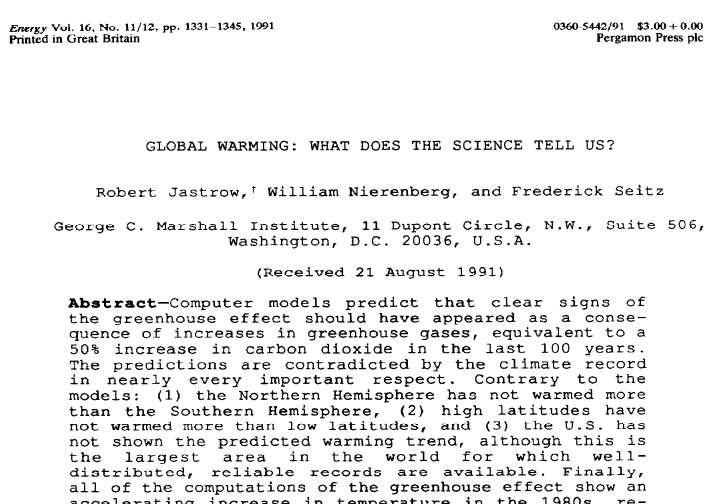 Energy Vol. 16, No. 11/12, pp. 1331–1345, 1991
Printed in Great Britain
0360-5442/91 $3.00 + 0.00
Pergamon Press plc
GLOBAL WARMING: WHAT DOES THE SCIENCE TELL US?
Robert Jastrow,† William Nierenberg, and Frederick Seitz
George C. Marshall Institute, 11 Dupont Circle, N.W., Suite 506,
Washington, D.C. 20036, U.S.A.
(Received 21 August 1991)
Abstract—Computer models predict that clear signs of
the greenhouse effect should have appeared as a conse-
quence of increases in greenhouse gases, equivalent to a
50% increase in carbon dioxide in the last 100 years.
The predictions are contradicted by the climate record
in nearly every important respect. Contrary to the
models: (1) the Northern Hemisphere has not warmed more
than the Southern Hemisphere, (2) high latitudes have
not warmed more than low latitudes, and (3) the U.S. has
not shown the predicted warming trend, although this is
the largest area in the world for which well-
distributed, reliable records are available. Finally,
all of the computations of the greenhouse effect show an
accelerating increase in temperature in the 1980s, re-